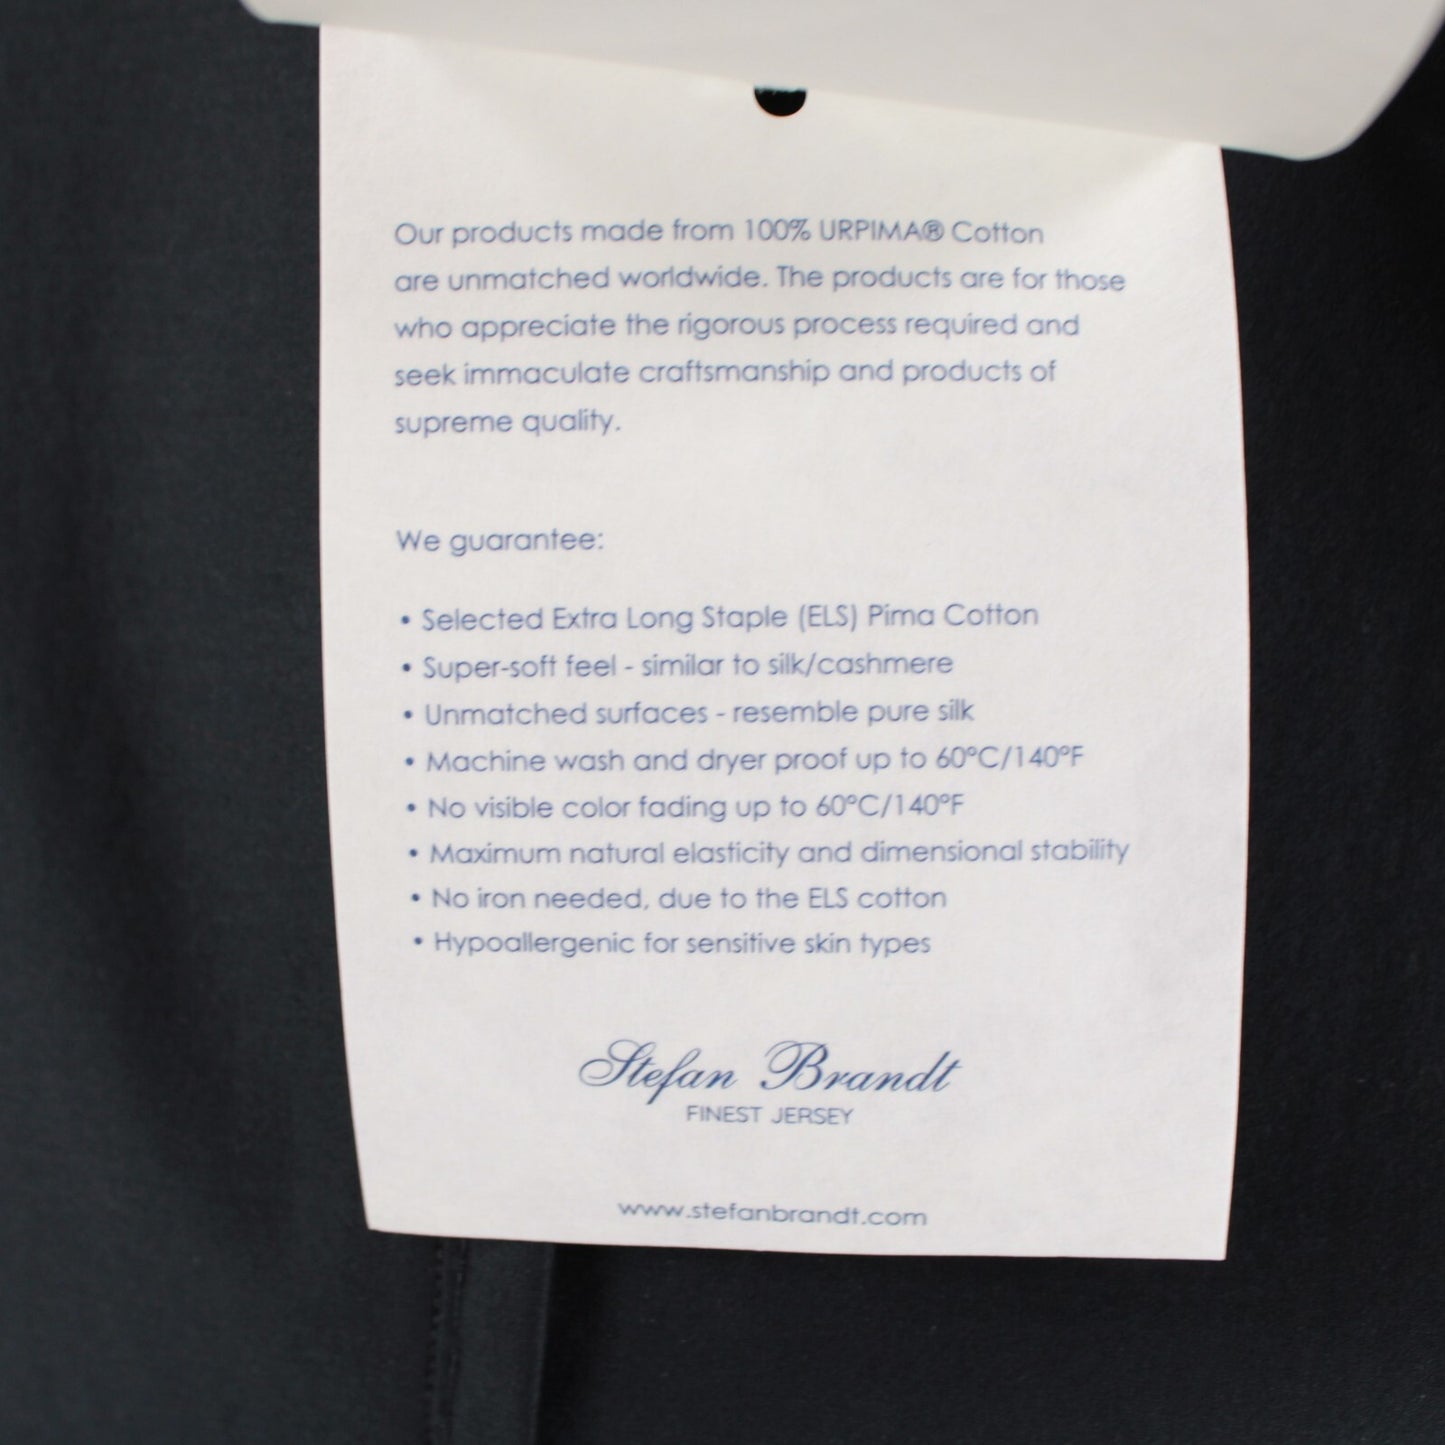 Our products made from 100% URPIMA® Cotton
are unmatched worldwide. The products are for those
who appreciate the rigorous process required and
seek immaculate craftsmanship and products of
supreme quality.
We guarantee:
• Selected Extra Long Staple (ELS) Pima Cotton
• Super-soft feel - similar to silk/cashmere
• Unmatched surfaces - resemble pure silk
• Machine wash and dryer proof up to 60°C/140°F
• No visible color fading up to 60°C/140°F
• Maximum natural elasticity and dimensional stability
• No iron needed, due to the ELS cotton
• Hypoallergenic for sensitive skin types
Stefan Brandt
FINEST JERSEY
www.stefanbrandt.com